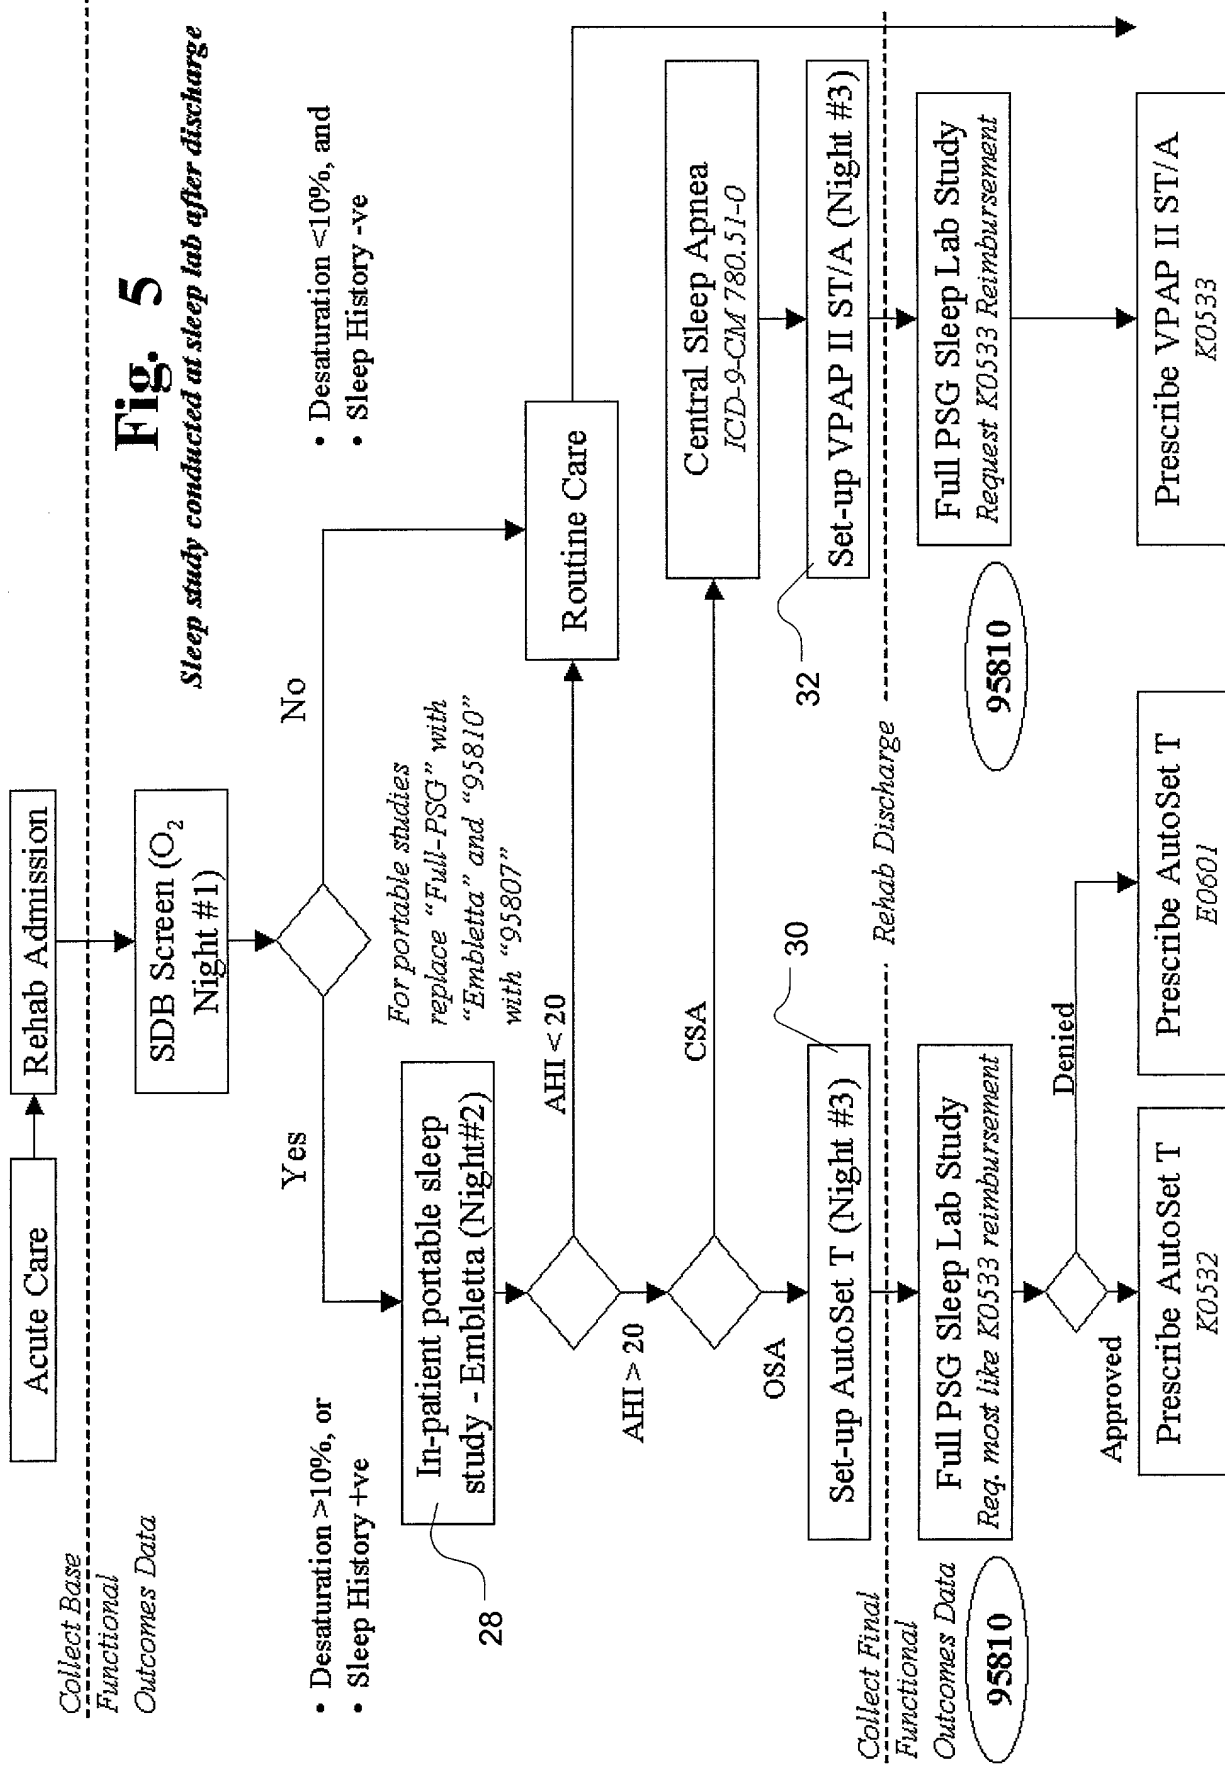 Fig. 5
Sleep study conducted at sleep lab after discharge
Acute Care
Rehab Admission
Collect Base
Functional
Outcomes Data
SDB Screen (O2
Night #1)
Yes
No
• Desaturation >10%, or
• Sleep History +ve
• Desaturation <10%, and
• Sleep History -ve
In-patient portable sleep
study - Embletta (Night#2)
28
For portable studies
replace "Full-PSG" with
"Embletta" and "95810"
with "95807"
Routine Care
AHI < 20
AHI > 20
CSA
OSA
Central Sleep Apnea
ICD-9-CM 780.51-0
Set-up AutoSet T (Night #3)
30
Set-up VPAP II ST/A (Night #3)
32
Collect Final
Functional
Outcomes Data
Rehab Discharge
95810
Full PSG Sleep Lab Study
Req. most like K0533 reimbursement
95810
Full PSG Sleep Lab Study
Request K0533 Reimbursement
Approved
Denied
Prescribe AutoSet T
K0532
Prescribe AutoSet T
E0601
Prescribe VPAP II ST/A
K0533